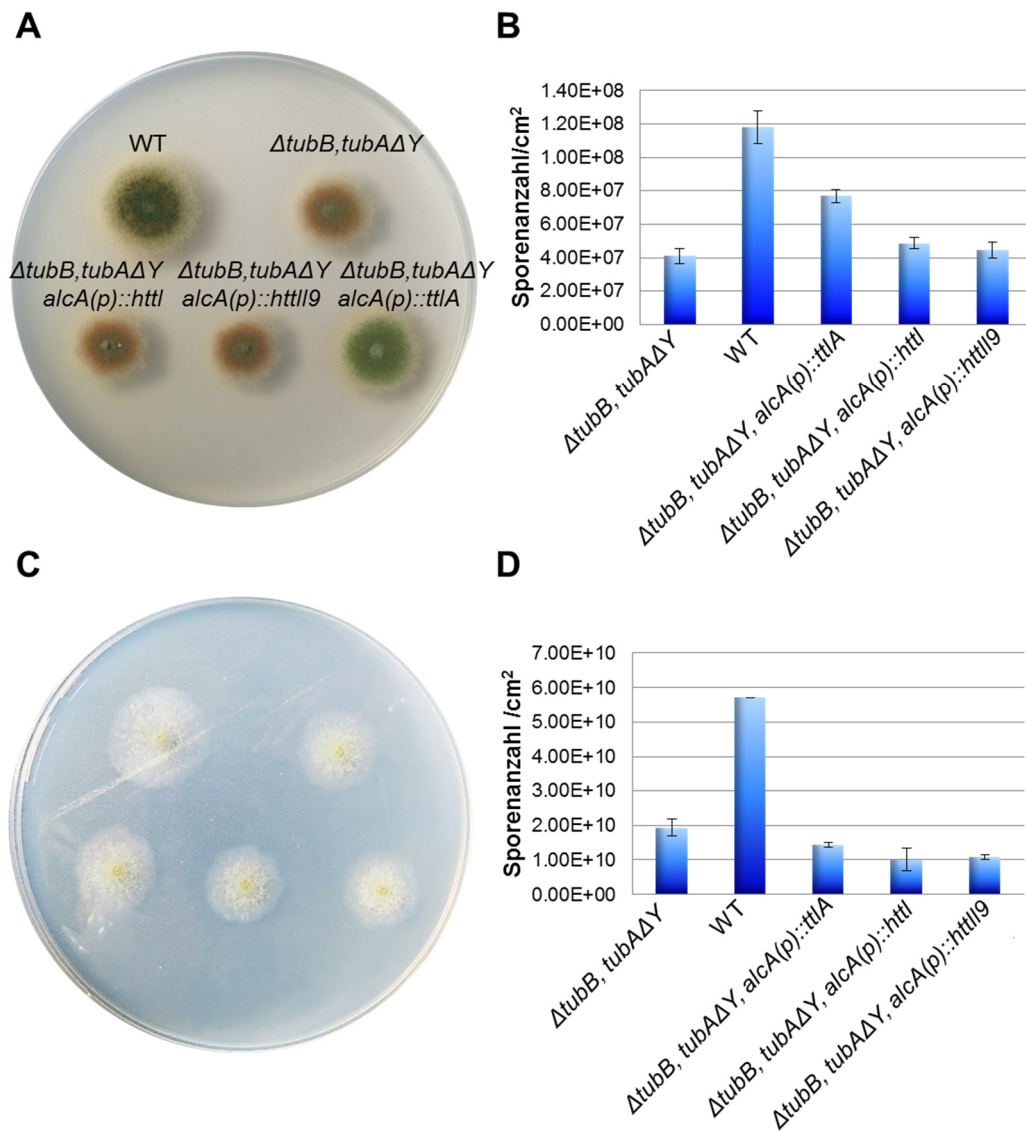 A
WT
ΔtubB,tubAΔY
ΔtubB,tubAΔY
alcA(p)::httl
ΔtubB,tubAΔY
alcA(p)::httll9
ΔtubB,tubAΔY
alcA(p)::ttlA
B
Sporenanzahl/cm²
1.40E+08
1.20E+08
1.00E+08
8.00E+07
6.00E+07
4.00E+07
2.00E+07
0.00E+00
ΔtubB, tubAΔY
WT
ΔtubB, tubAΔY, alcA(p)::ttlA
ΔtubB, tubAΔY, alcA(p)::httl
ΔtubB, tubAΔY, alcA(p)::httll9
C
D
Sporenanzahl /cm²
7.00E+10
6.00E+10
5.00E+10
4.00E+10
3.00E+10
2.00E+10
1.00E+10
0.00E+00
ΔtubB, tubAΔY
WT
ΔtubB, tubAΔY, alcA(p)::ttlA
ΔtubB, tubAΔY, alcA(p)::httl
ΔtubB, tubAΔY, alcA(p)::httll9